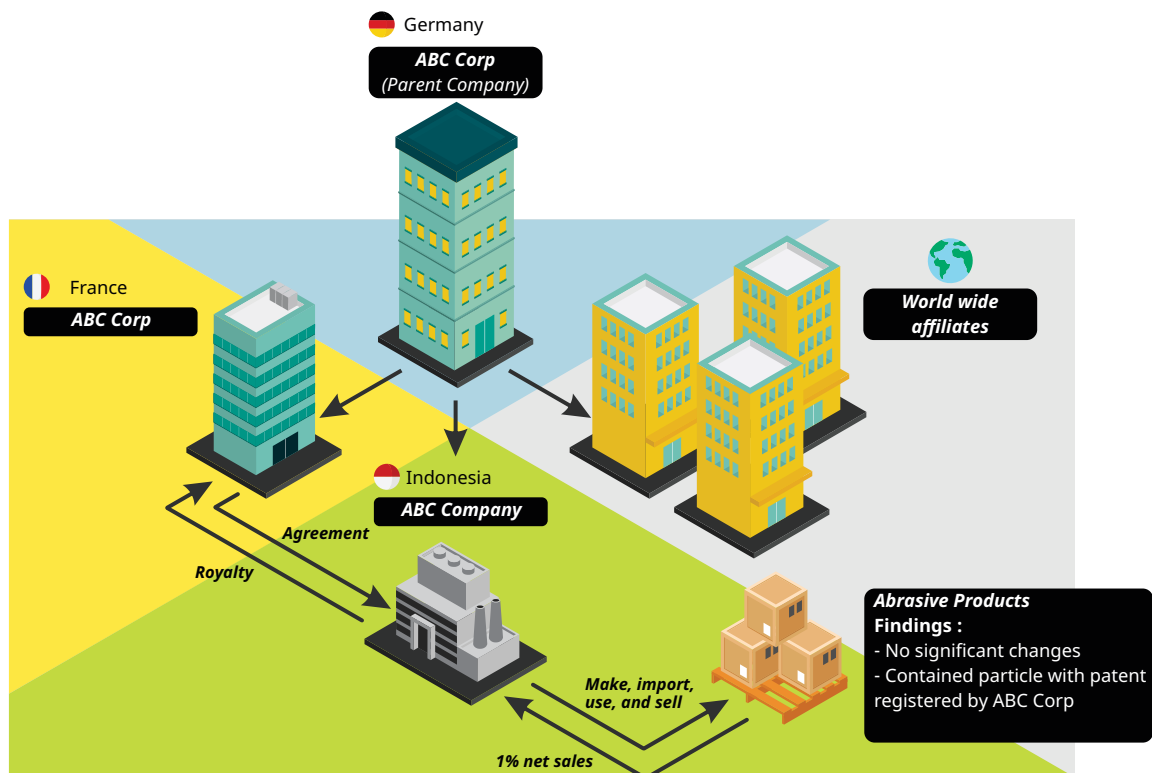 Germany
ABC Corp
(Parent Company)
France
ABC Corp
World wide
affiliates
Indonesia
ABC Company
Agreement
Royalty
Abrasive Products
Findings :
- No significant changes
- Contained particle with patent
registered by ABC Corp
Make, import,
use, and sell
1% net sales